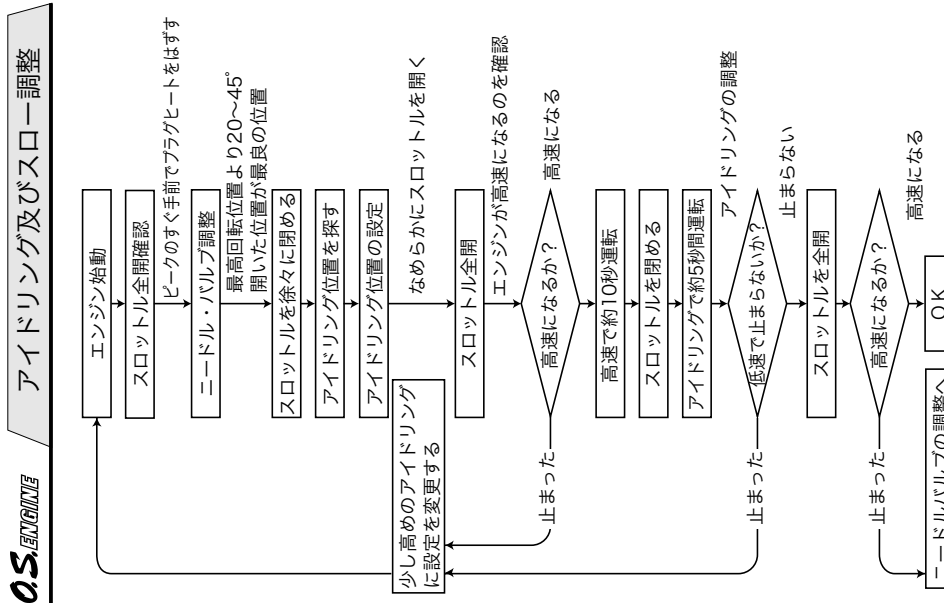 O.S.ENGINE
アイドリング及びスロー調整
エンジン始動
スロットル全開確認
ピークのすぐ手前でプラグヒートをはずす
ニードル・バルブ調整
最高回転位置より20〜45°
開いた位置が最良の位置
スロットルを徐々に閉める
アイドリング位置を探す
アイドリング位置の設定
なめらかにスロットルを開く
少し高めのアイドリング
に設定を変更する
スロットル全開
エンジンが高速になるのを確認
高速になるか？
高速になる
止まった
高速で約10秒運転
スロットルを閉める
アイドリングで約5秒間運転
アイドリングの調整
低速で止まらないか？
止まらない
止まった
スロットルを全開
高速になるか？
高速になる
止まった
OK
ニードルバルブの調整へ